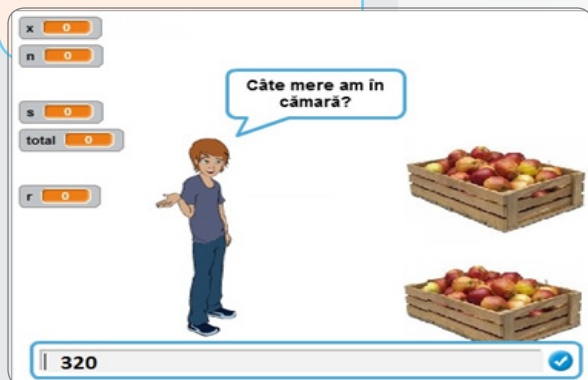 x 0
n 0
s 0
total 0
r 0
Câte mere am în
cămară?
320